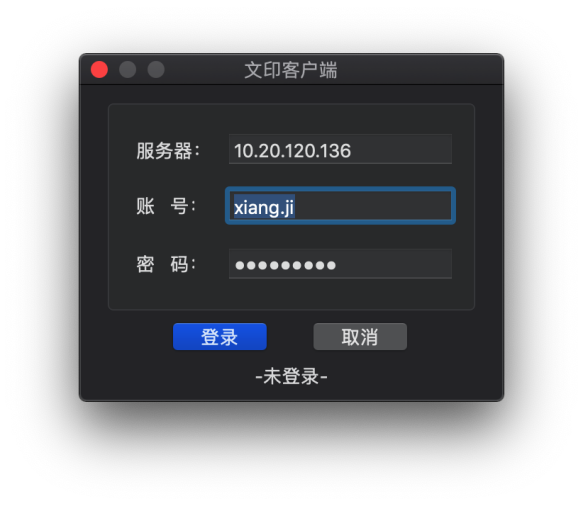 文印客户端
服务器： 10.20.120.136
账 号： xiang.ji
密 码： ●●●●●●●●●
登录 取消
-未登录-